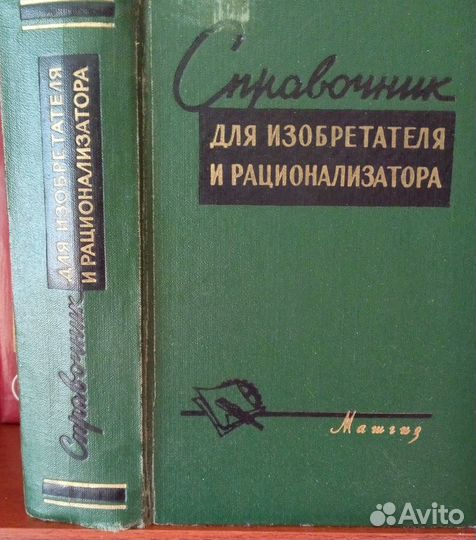 Справочник
ДЛЯ ИЗОБРЕТАТЕЛЯ
И РАЦИОНАЛИЗАТОРА
Справочник
ДЛЯ ИЗОБРЕТАТЕЛЯ
И РАЦИОНАЛИЗАТОРА
Машгиз
Avito